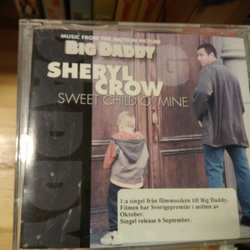 MUSIC FROM THE MOTION PICTURE
BIG DADDY
SHERYL
CROW
SWEET CHILD O' MINE
1:a singel från filmmusiken till Big Daddy.
Filmen har Sverigepremiär i mitten av
Oktober.
Singel release 6 September.